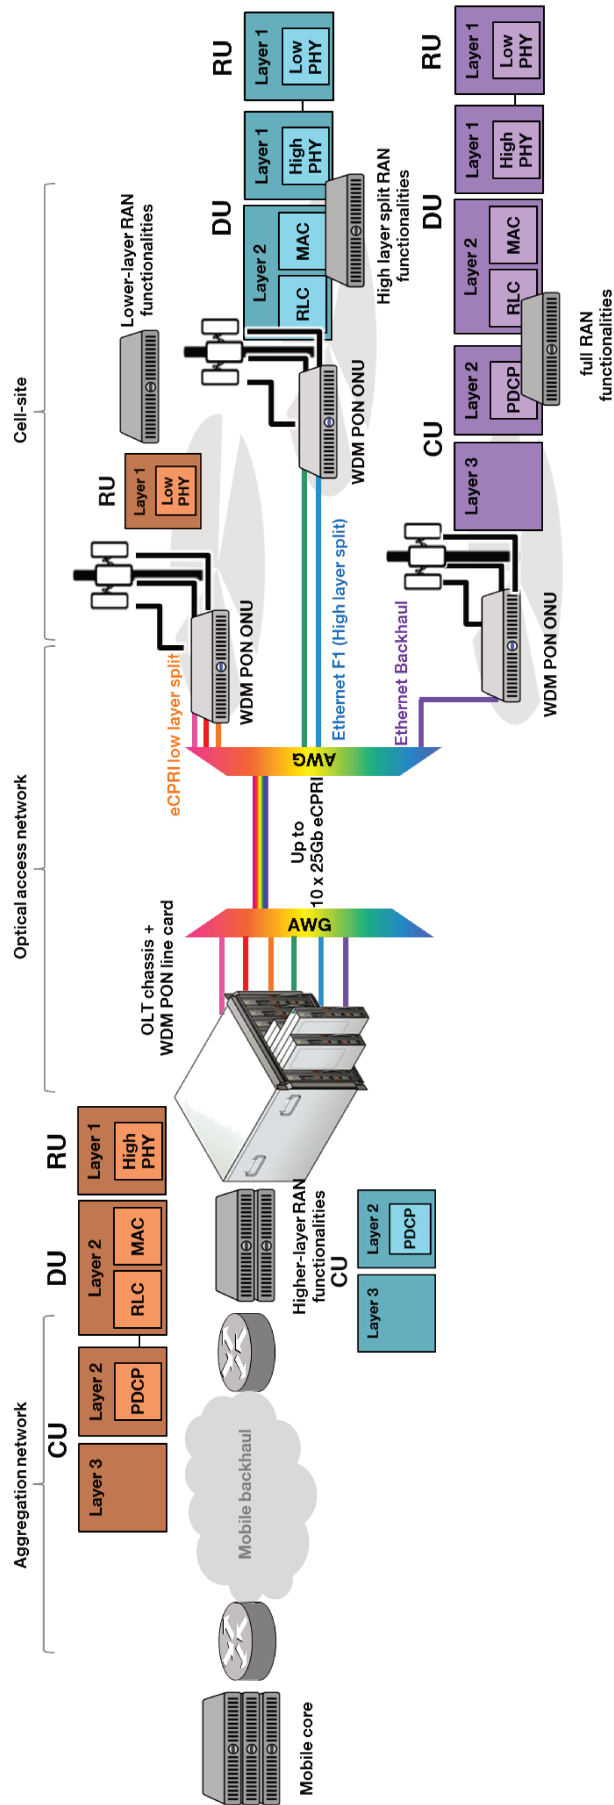 Aggregation network
Optical access network
Cell-site
CU
DU
RU
Layer 3
Layer 2
PDCP
Layer 2
RLC
MAC
Layer 1
High
PHY
Mobile core
Mobile backhaul
Higher-layer RAN
functionalities
CU
Layer 3
Layer 2
PDCP
OLT chassis +
WDM PON line card
AWG
Up to
10 x 25Gb eCPRI
AWG
eCPRI low layer split
Ethernet F1 (High layer split)
Ethernet Backhaul
WDM PON ONU
RU
Layer 1
Low
PHY
Lower-layer RAN
functionalities
WDM PON ONU
DU
RU
Layer 2
RLC
MAC
Layer 1
High
PHY
Layer 1
Low
PHY
High layer split RAN
functionalities
WDM PON ONU
CU
DU
RU
Layer 3
Layer 2
PDCP
Layer 2
RLC
MAC
Layer 1
High
PHY
Layer 1
Low
PHY
full RAN
functionalities